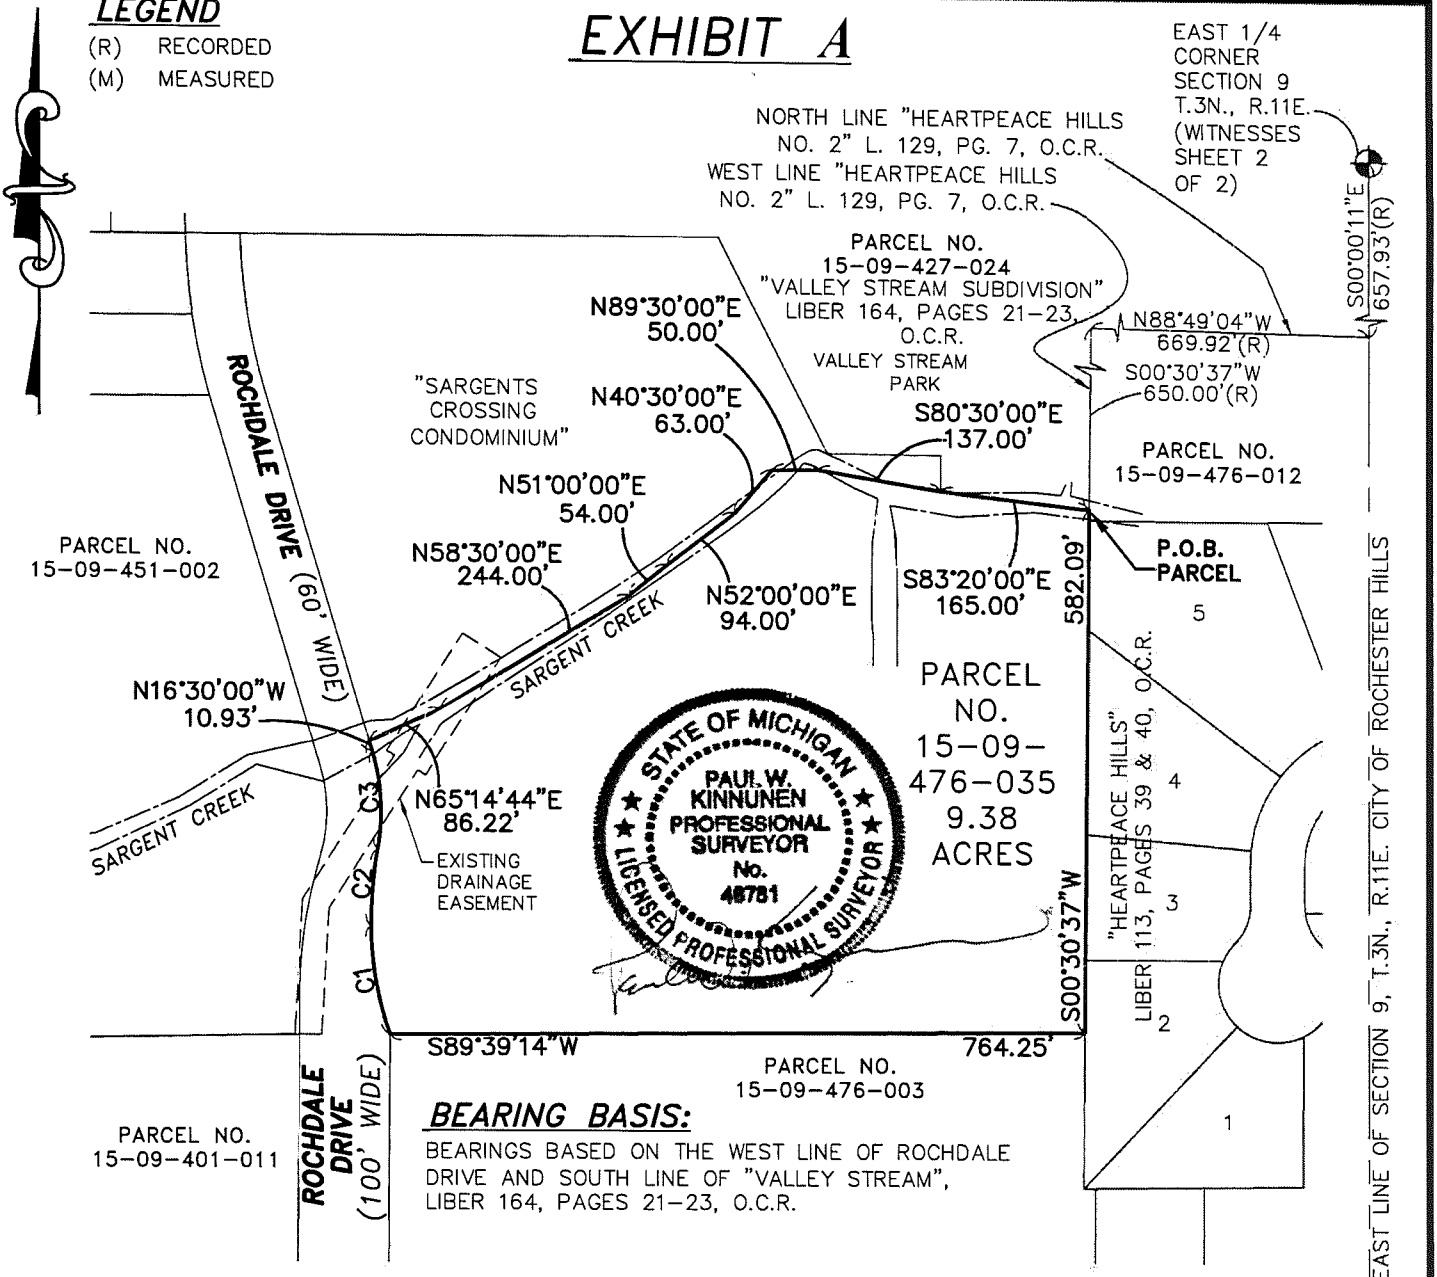 LEGEND
(R) RECORDED
(M) MEASURED
EXHIBIT A
EAST 1/4
CORNER
SECTION 9
T.3N., R.11E.
(WITNESSES
SHEET 2
OF 2)
NORTH LINE "HEARTPEACE HILLS
NO. 2" L. 129, PG. 7, O.C.R.
WEST LINE "HEARTPEACE HILLS
NO. 2" L. 129, PG. 7, O.C.R.
S00°00'11"E
657.93'(R)
PARCEL NO.
15-09-427-024
"VALLEY STREAM SUBDIVISION"
LIBER 164, PAGES 21-23,
O.C.R.
VALLEY STREAM
PARK
N88°49'04"W
669.92'(R)
S00°30'37"W
650.00'(R)
N89°30'00"E
50.00'
N40°30'00"E
63.00'
S80°30'00"E
137.00'
"SARGENTS
CROSSING
CONDOMINIUM"
PARCEL NO.
15-09-476-012
N51°00'00"E
54.00'
ROCHDALE DRIVE (60' WIDE)
PARCEL NO.
15-09-451-002
N58°30'00"E
244.00'
N52°00'00"E
94.00'
S83°20'00"E
165.00'
582.09'
P.O.B.
PARCEL
5
SARGENT CREEK
N16°30'00"W
10.93'
PARCEL
NO.
15-09-
476-035
9.38
ACRES
STATE OF MICHIGAN
PAUL W.
KINNUNEN
PROFESSIONAL
SURVEYOR
No.
46781
LICENSED PROFESSIONAL SURVEYOR
"HEARTPEACE HILLS"
LIBER 113, PAGES 39 & 40, O.C.R.
4
3
2
1
C3
N65°14'44"E
86.22'
SARGENT CREEK
EXISTING
DRAINAGE
EASEMENT
C2
C1
S00°30'37"W
S89°39'14"W
764.25'
PARCEL NO.
15-09-476-003
ROCHDALE
DRIVE
(100' WIDE)
PARCEL NO.
15-09-401-011
BEARING BASIS:
BEARINGS BASED ON THE WEST LINE OF ROCHDALE
DRIVE AND SOUTH LINE OF "VALLEY STREAM",
LIBER 164, PAGES 21-23, O.C.R.
EAST LINE OF SECTION 9, T.3N., R.11E. CITY OF ROCHESTER HILLS